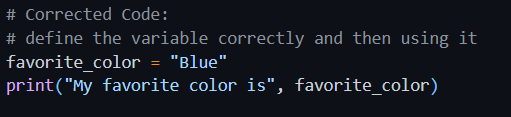 # Corrected Code:
# define the variable correctly and then using it
favorite_color = "Blue"
print("My favorite color is", favorite_color)